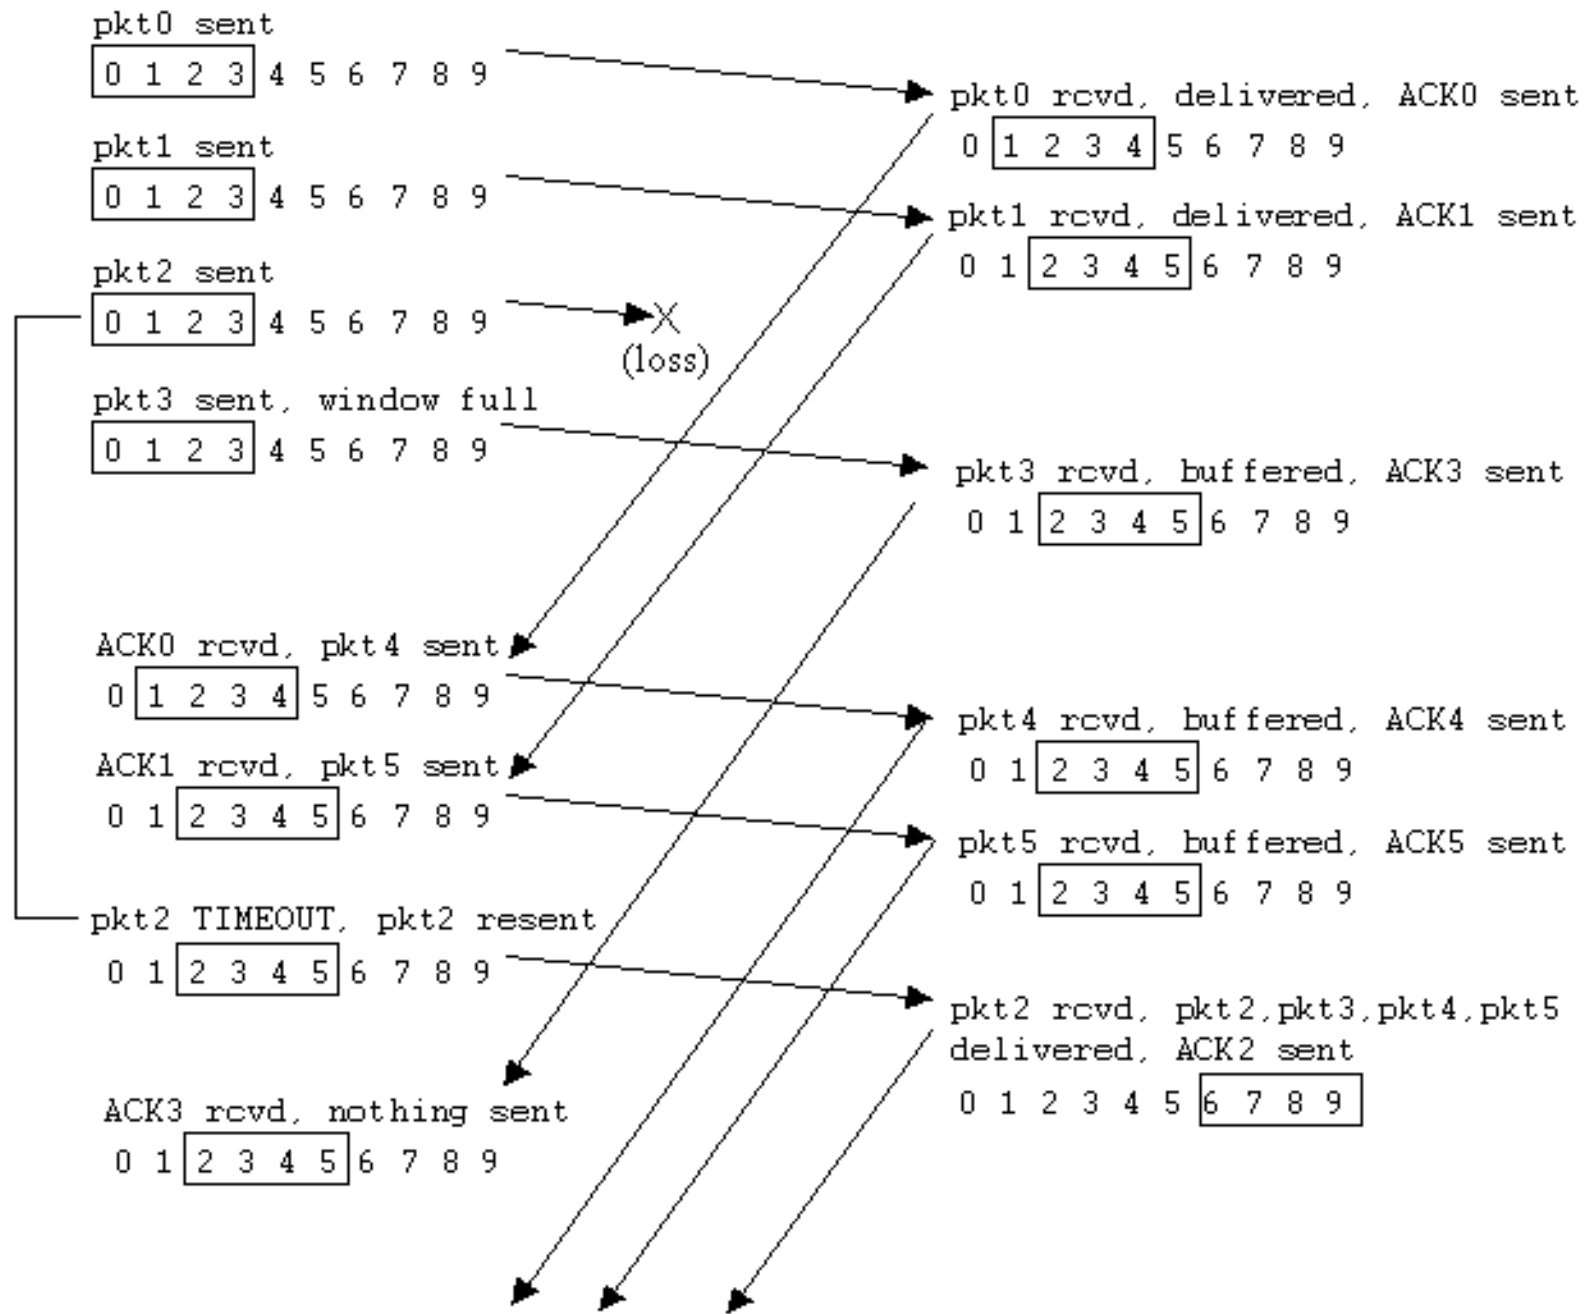 pkt0 sent
0 1 2 3 4 5 6 7 8 9
pkt1 sent
0 1 2 3 4 5 6 7 8 9
pkt2 sent
0 1 2 3 4 5 6 7 8 9
(loss)
pkt3 sent, window full
0 1 2 3 4 5 6 7 8 9
ACK0 rcvd, pkt4 sent
0 1 2 3 4 5 6 7 8 9
ACK1 rcvd, pkt5 sent
0 1 2 3 4 5 6 7 8 9
pkt2 TIMEOUT, pkt2 resent
0 1 2 3 4 5 6 7 8 9
ACK3 rcvd, nothing sent
0 1 2 3 4 5 6 7 8 9
pkt0 rcvd, delivered, ACK0 sent
0 1 2 3 4 5 6 7 8 9
pkt1 rcvd, delivered, ACK1 sent
0 1 2 3 4 5 6 7 8 9
pkt3 rcvd, buffered, ACK3 sent
0 1 2 3 4 5 6 7 8 9
pkt4 rcvd, buffered, ACK4 sent
0 1 2 3 4 5 6 7 8 9
pkt5 rcvd, buffered, ACK5 sent
0 1 2 3 4 5 6 7 8 9
pkt2 rcvd, pkt2,pkt3,pkt4,pkt5
delivered, ACK2 sent
0 1 2 3 4 5 6 7 8 9